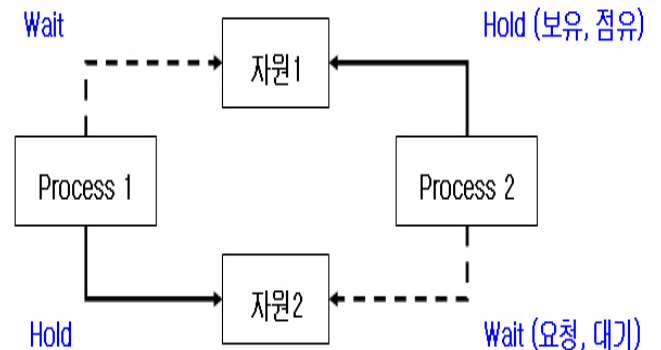 Wait
Hold (보유, 점유)
자원1
Process 1
Process 2
자원2
Hold
Wait (요청, 대기)